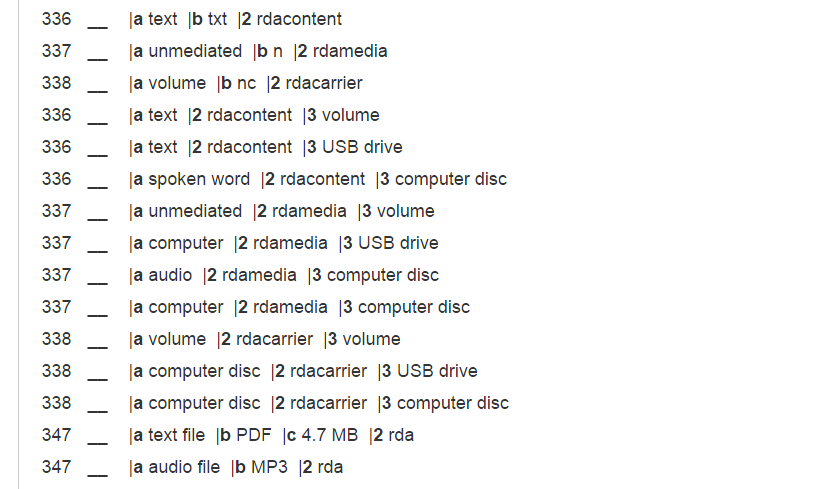 336 __ |a text |b txt |2 rdacontent
337 __ |a unmediated |b n |2 rdamedia
338 __ |a volume |b nc |2 rdacarrier
336 __ |a text |2 rdacontent |3 volume
336 __ |a text |2 rdacontent |3 USB drive
336 __ |a spoken word |2 rdacontent |3 computer disc
337 __ |a unmediated |2 rdamedia |3 volume
337 __ |a computer |2 rdamedia |3 USB drive
337 __ |a audio |2 rdamedia |3 computer disc
337 __ |a computer |2 rdamedia |3 computer disc
338 __ |a volume |2 rdacarrier |3 volume
338 __ |a computer disc |2 rdacarrier |3 USB drive
338 __ |a computer disc |2 rdacarrier |3 computer disc
347 __ |a text file |b PDF |c 4.7 MB |2 rda
347 __ |a audio file |b MP3 |2 rda